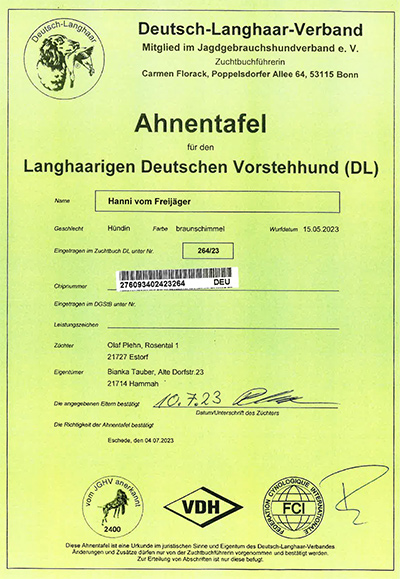 Deutsch-Langhaar
Deutsch-Langhaar-Verband
Mitglied im Jagdgebrauchshundverband e. V.
Zuchtbuchführerin
Carmen Florack, Poppelsdorfer Allee 64, 53115 Bonn
Ahnentafel
für den
Langhaarigen Deutschen Vorstehhund (DL)
Name Hanni vom Freijäger
Geschlecht Hündin Farbe braunschimmel Wurfdatum 15.05.2023
Eingetragen im Zuchtbuch DL unter Nr. 264/23
Chipnummer 276093402423264 DEU
Eingetragen im DGStB unter Nr.
Leistungszeichen
Züchter Olaf Plehn, Rosental 1
21727 Estorf
Eigentümer Bianka Tauber, Alte Dorfstr.23
21714 Hammah
Die angegebenen Eltern bestätigt 10.7.23
Datum/Unterschrift des Züchters
Die Richtigkeit der Ahnentafel bestätigt
Eschede, den 04.07.2023
vom JGHV anerkannt
2400
VDH
FEDERATION CYNOLOGIQUE INTERNATIONALE
FCI
Diese Ahnentafel ist eine Urkunde im juristischen Sinne und Eigentum des Deutsch-Langhaar-Verbandes.
Änderungen und Zusätze dürfen nur von der Zuchtbuchführerin vorgenommen und bestätigt werden.
Zur Erteilung von Abschriften ist nur diese befugt.